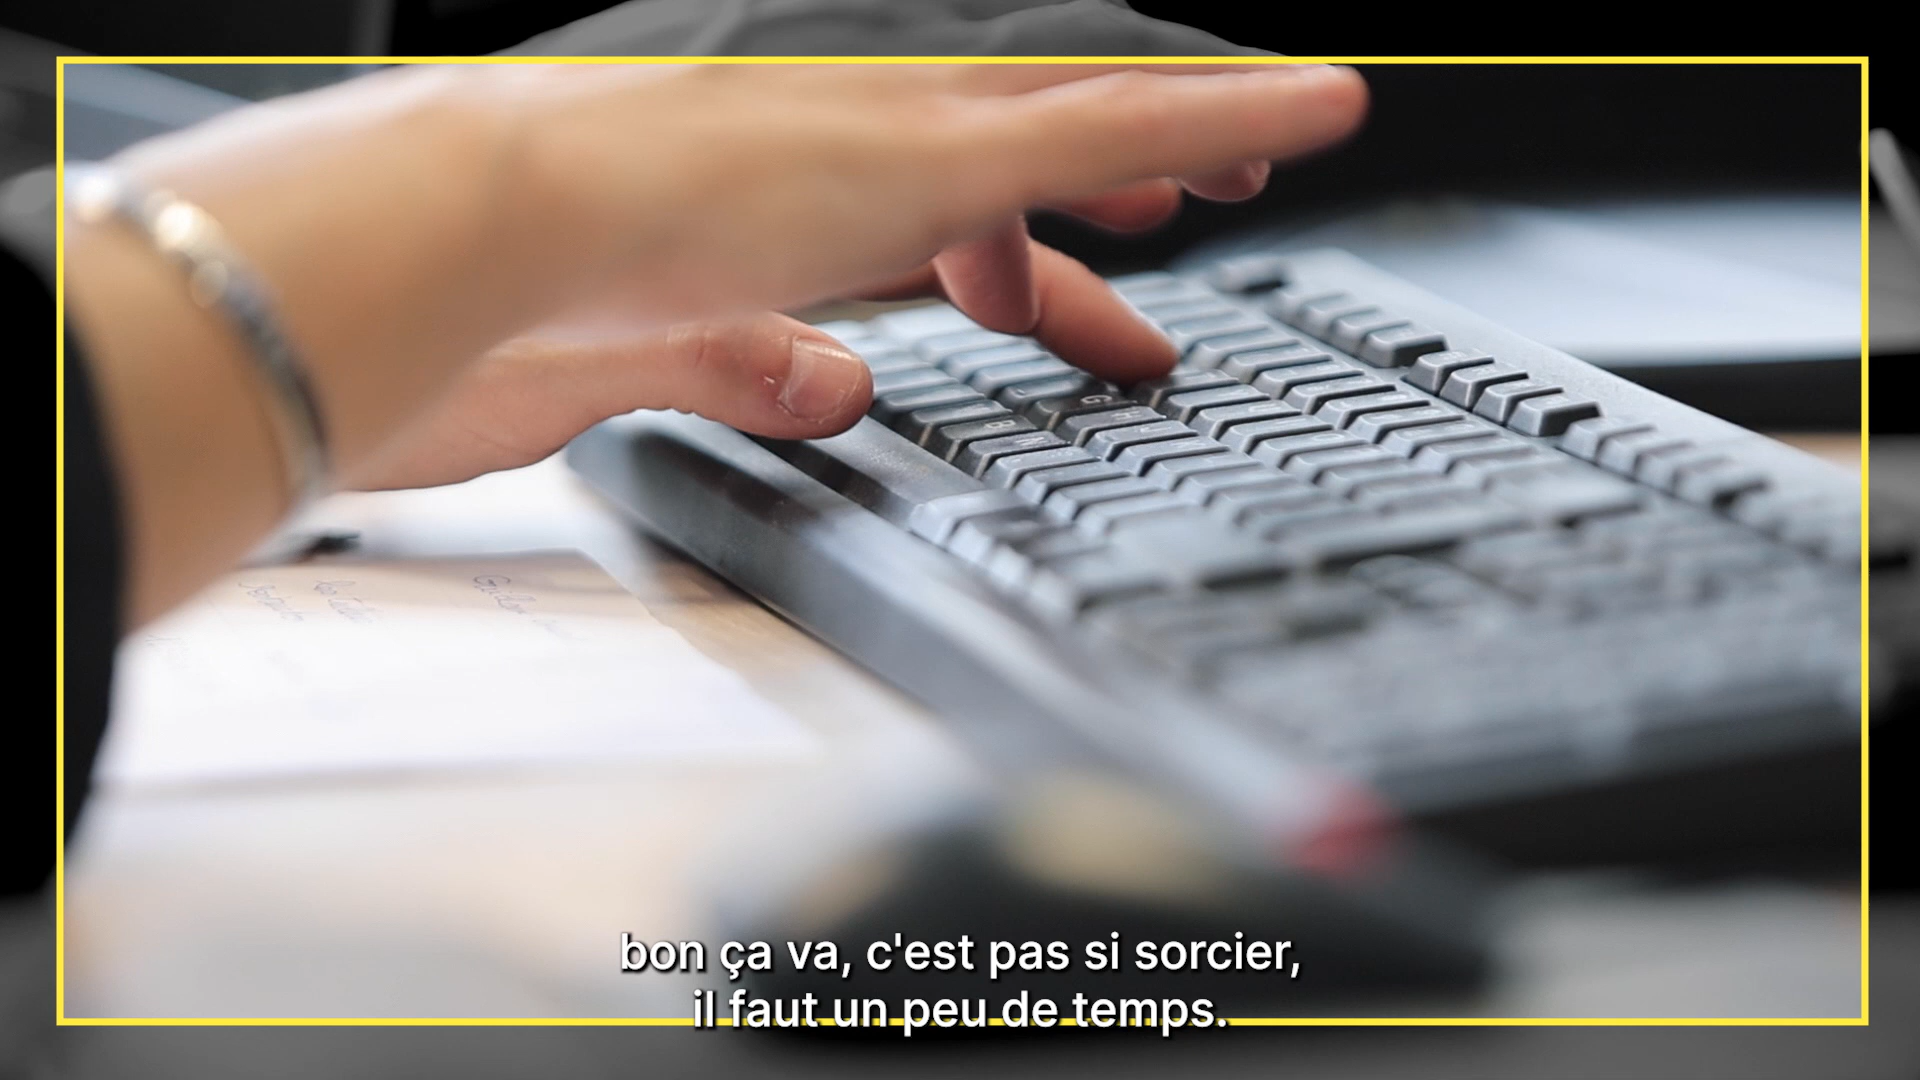 bon ça va, c'est pas si sorcier,
il faut un peu de temps.